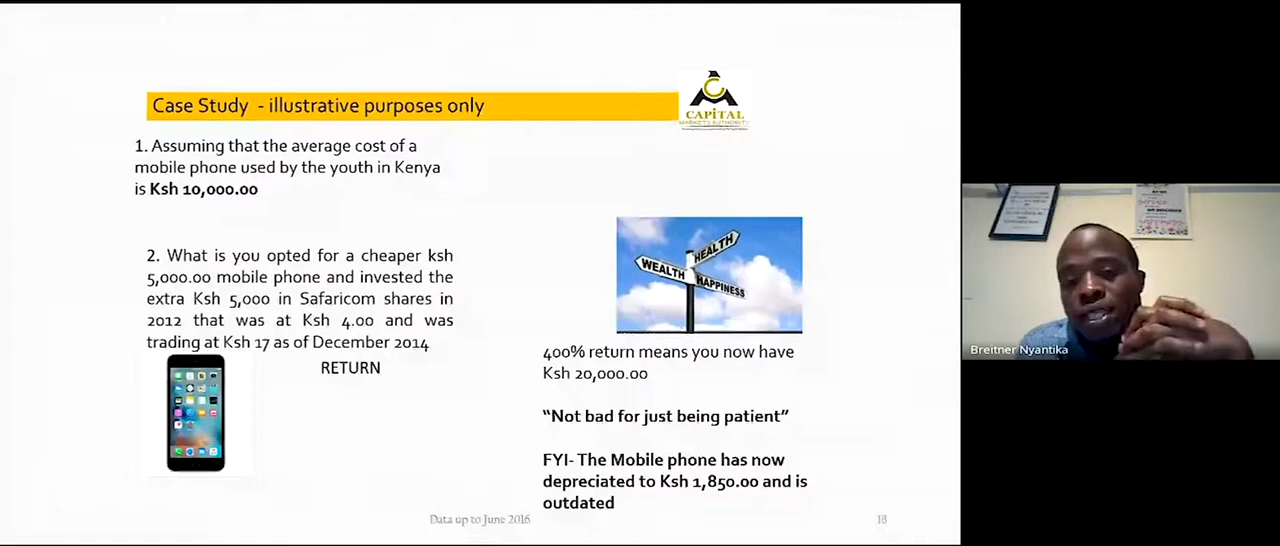 Case Study - illustrative purposes only
CAPITAL
MARKETS AUTHORITY
1. Assuming that the average cost of a
mobile phone used by the youth in Kenya
is Ksh 10,000.00
2. What is you opted for a cheaper ksh
5,000.00 mobile phone and invested the
extra Ksh 5,000 in Safaricom shares in
2012 that was at Ksh 4.00 and was
trading at Ksh 17 as of December 2014
RETURN
HEALTH
WEALTH
HAPPINESS
400% return means you now have
Ksh 20,000.00
“Not bad for just being patient”
FYI- The Mobile phone has now
depreciated to Ksh 1,850.00 and is
outdated
Data up to June 2016
18
Breitner Nyantika